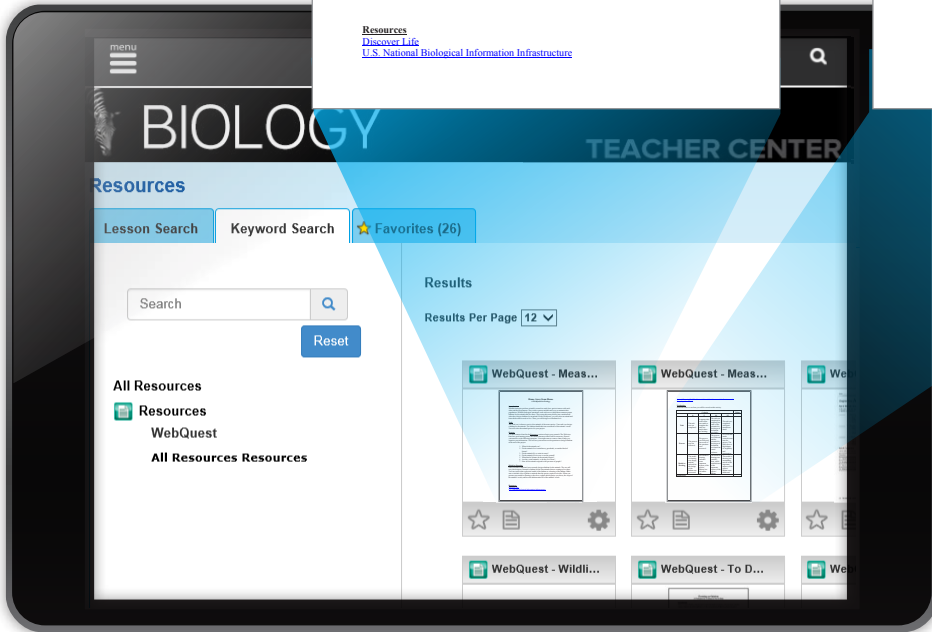 Resources
Discover Life
U.S. National Biological Information Infrastructure
menu
BIOLOGY
TEACHER CENTER
Resources
Lesson Search
Keyword Search
Favorites (26)
Search
Reset
All Resources
Resources
WebQuest
All Resources Resources
Results
Results Per Page 12
WebQuest - Meas...
WebQuest - Meas...
We
WebQuest - Wildli...
WebQuest - To D...
We